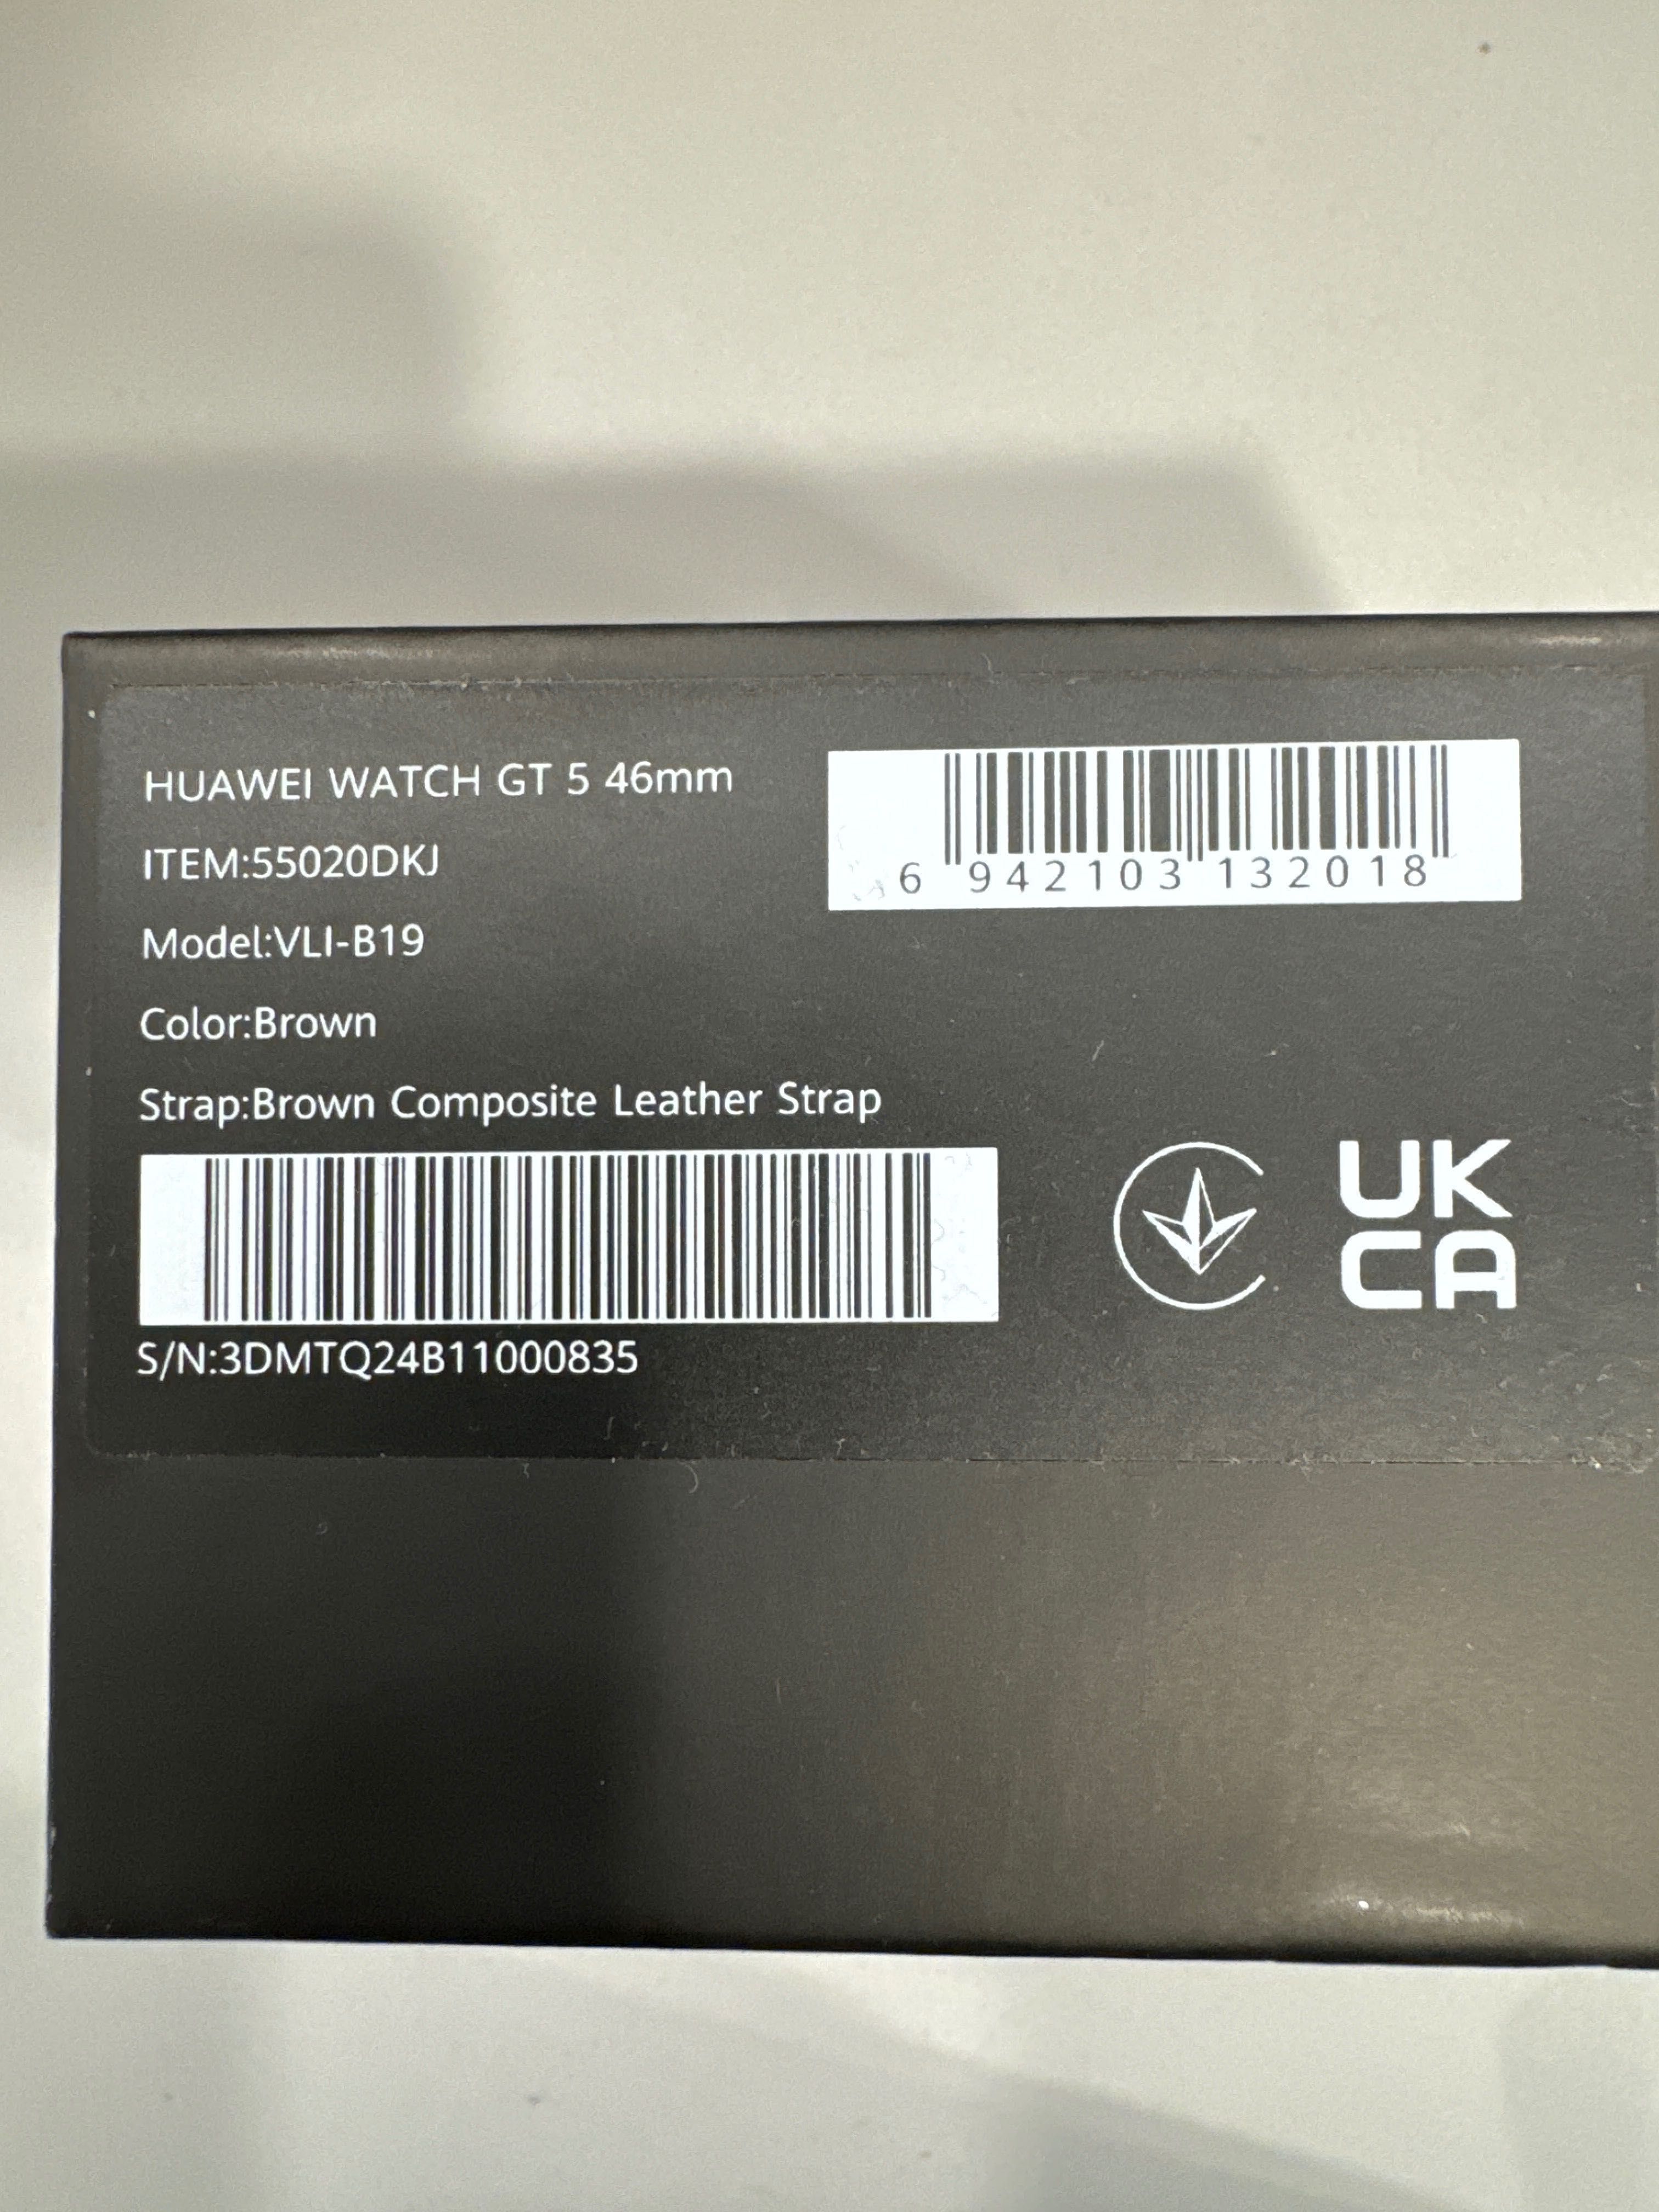 HUAWEI WATCH GT 5 46mm
ITEM:55020DKJ
Model:VLI-B19
Color:Brown
Strap:Brown Composite Leather Strap
S/N:3DMTQ24B11000835
6 942103 132018
UK
CA